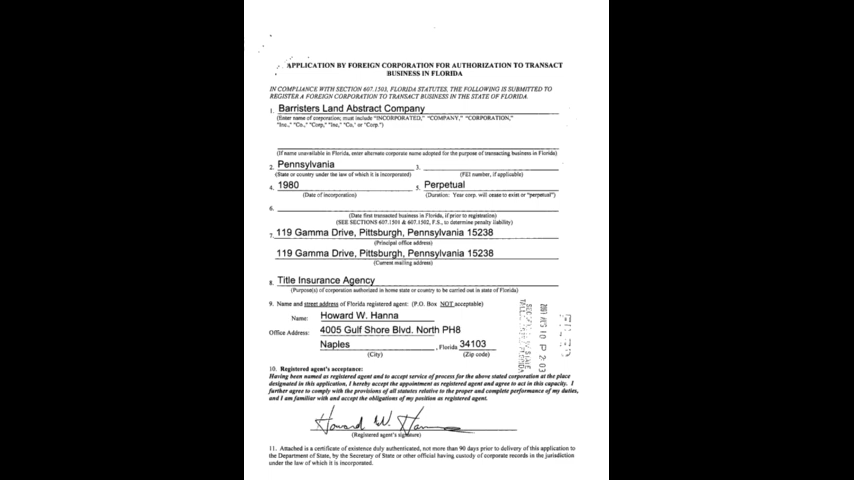 APPLICATION BY FOREIGN CORPORATION FOR AUTHORIZATION TO TRANSACT
BUSINESS IN FLORIDA
IN COMPLIANCE WITH SECTION 607.1503, FLORIDA STATUTES, THE FOLLOWING IS SUBMITTED TO
REGISTER A FOREIGN CORPORATION TO TRANSACT BUSINESS IN THE STATE OF FLORIDA.
1. Barristers Land Abstract Company
(Enter name of corporation; must include "INCORPORATED," "COMPANY," "CORPORATION,"
"Inc.," "Co.," "Corp," "Inc," "Co," or "Corp.")
(If name unavailable in Florida, enter alternate corporate name adopted for the purpose of transacting business in Florida)
2. Pennsylvania 3.
(State or country under the law of which it is incorporated) (FEI number, if applicable)
4. 1980 5. Perpetual
(Date of incorporation) (Duration: Year corp. will cease to exist or "perpetual")
6.
(Date first transacted business in Florida, if prior to registration)
(SEE SECTIONS 607.1501 & 607.1502, F.S., to determine penalty liability)
7. 119 Gamma Drive, Pittsburgh, Pennsylvania 15238
(Principal office address)
119 Gamma Drive, Pittsburgh, Pennsylvania 15238
(Current mailing address)
8. Title Insurance Agency
(Purpose(s) of corporation authorized in home state or country to be carried out in state of Florida)
9. Name and street address of Florida registered agent: (P.O. Box NOT acceptable)
Name: Howard W. Hanna
Office Address: 4005 Gulf Shore Blvd. North PH8
Naples , Florida 34103
(City) (Zip code)
10. Registered agent's acceptance:
Having been named as registered agent and to accept service of process for the above stated corporation at the place
designated in this application, I hereby accept the appointment as registered agent and agree to act in this capacity. I
further agree to comply with the provisions of all statutes relative to the proper and complete performance of my duties,
and I am familiar with and accept the obligations of my position as registered agent.
Howard W. Hanna
(Registered agent's signature)
11. Attached is a certificate of existence duly authenticated, not more than 90 days prior to delivery of this application to
the Department of State, by the Secretary of State or other official having custody of corporate records in the jurisdiction
under the law of which it is incorporated.